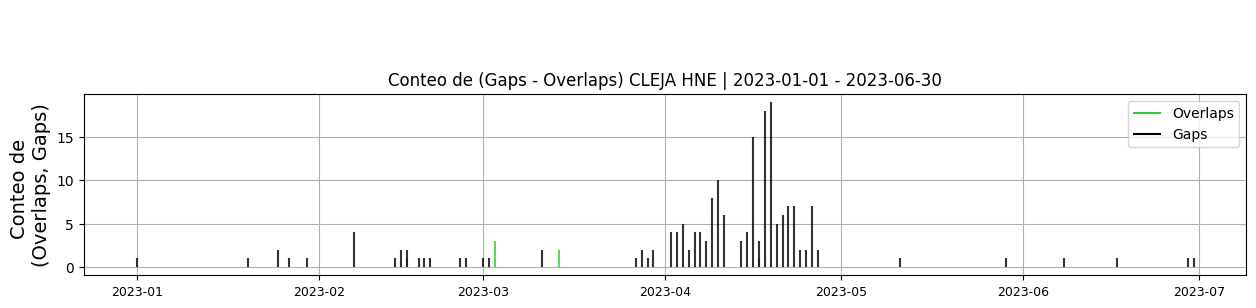 Conteo de (Gaps - Overlaps) CLEJA HNE | 2023-01-01 - 2023-06-30
Conteo de
(Overlaps, Gaps)
15
10
5
0
Overlaps
Gaps
2023-01 2023-02 2023-03 2023-04 2023-05 2023-06 2023-07